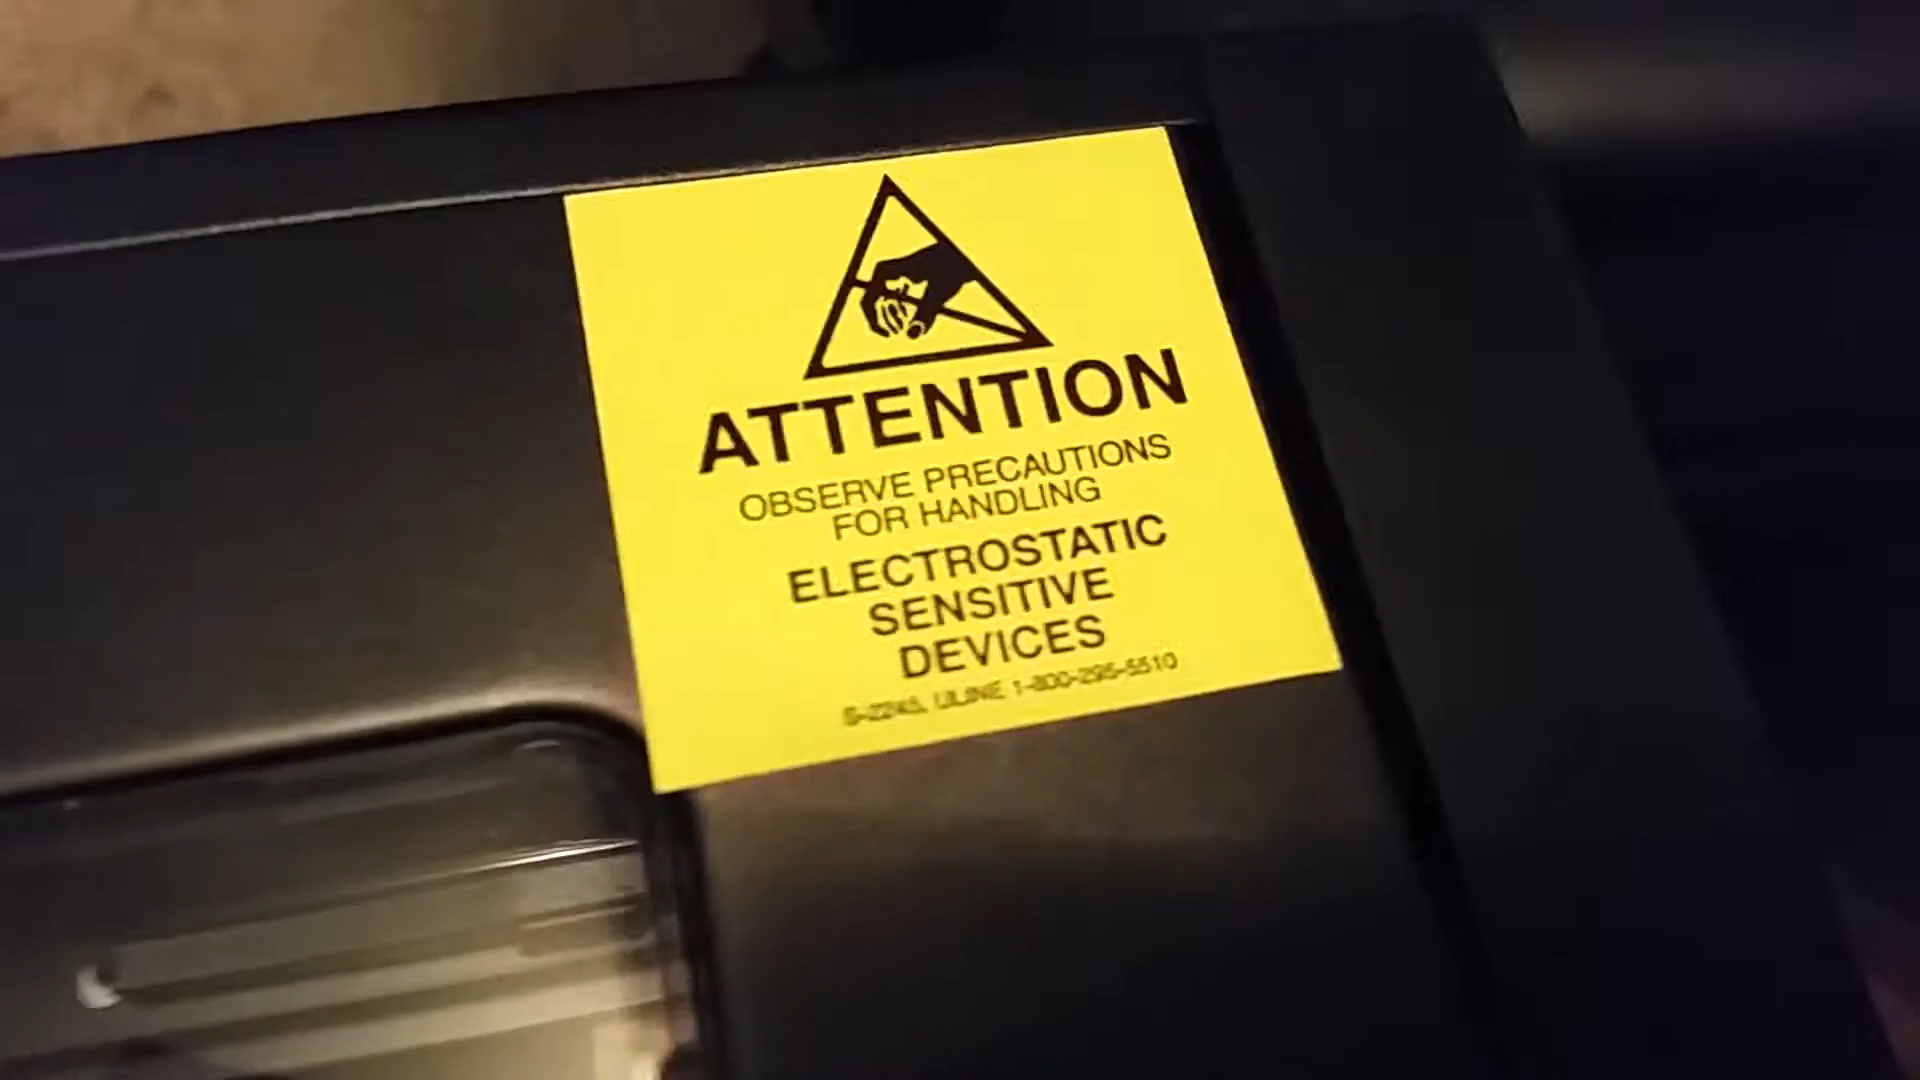 ATTENTION
OBSERVE PRECAUTIONS
FOR HANDLING
ELECTROSTATIC
SENSITIVE
DEVICES
ULINE 1-800-295-5510